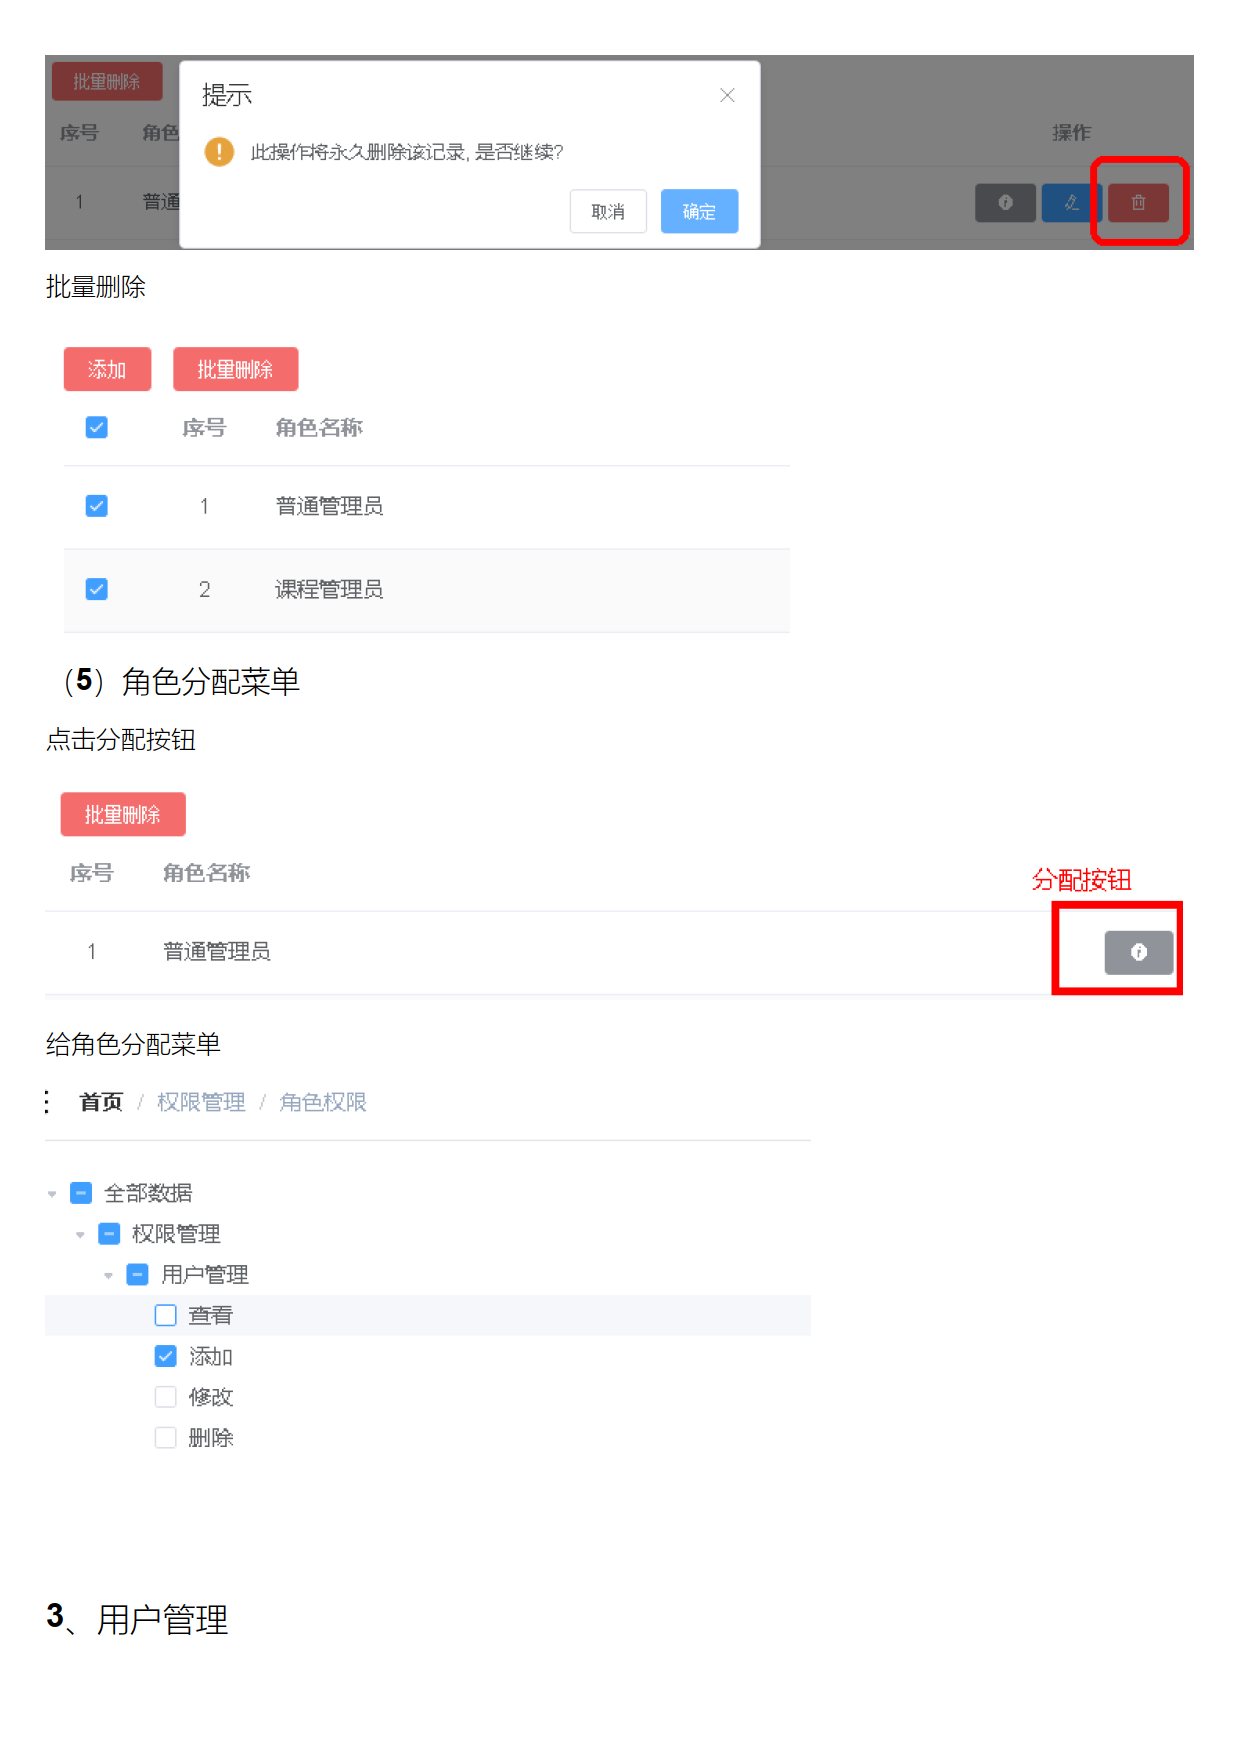 批量删除
提示
序号 角色 操作
此操作将永久删除该记录, 是否继续?
1 普通
取消 确定
批量删除
添加 批量删除
序号 角色名称
1 普通管理员
2 课程管理员
（5）角色分配菜单
点击分配按钮
批量删除
序号 角色名称
分配按钮
1 普通管理员
给角色分配菜单
首页 / 权限管理 / 角色权限
全部数据
权限管理
用户管理
查看
添加
修改
删除
3、用户管理